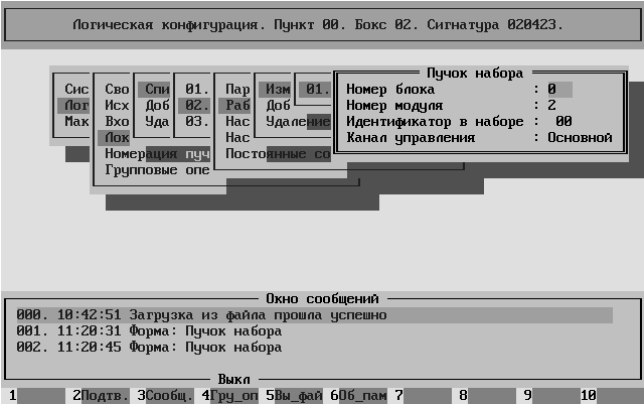 Логическая конфигурация. Пункт 00. Бокс 02. Сигнатура 020423.
Пучок набора
Сис Сво Спи 01. Пар Изм 01. Номер блока : 0
Лог Исх Доб 02. Раб Доб Номер модуля : 2
Мак Вхо Уда 03. Нас Удаление Идентификатор в наборе : 00
Лок Нас Канал управления : Основной
Номерация пуч Постоянные со
Групповые опе
Окно сообщений
000. 10:42:51 Загрузка из файла прошла успешно
001. 11:20:31 Форма: Пучок набора
002. 11:20:45 Форма: Пучок набора
Выкл
1 2Подтв. 3Сообщ. 4Гру_оп 5Вы_фай 6Об_пам 7 8 9 10